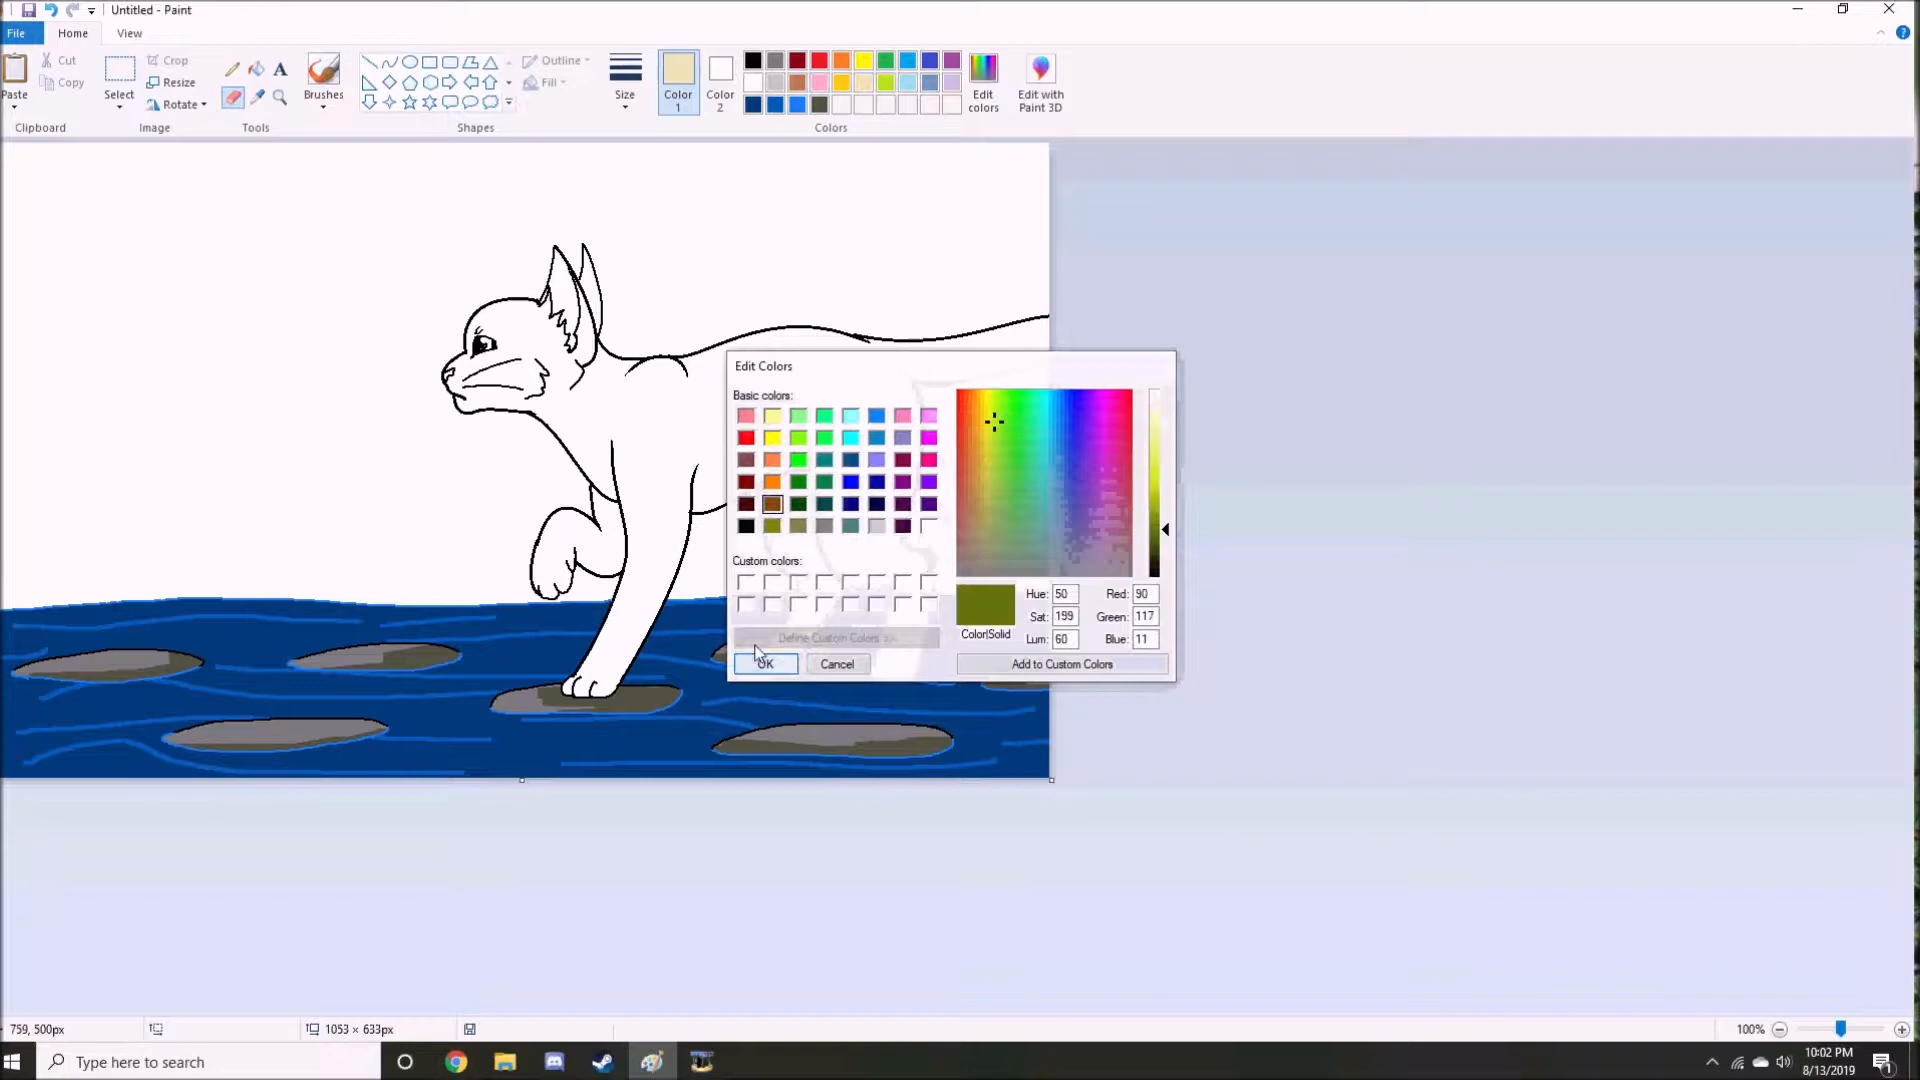 Untitled - Paint
File
Home
View
Paste
Cut
Copy
Clipboard
Select
Crop
Resize
Rotate
Image
A
Tools
Brushes
Shapes
Outline
Fill
Size
Color
1
Color
2
Colors
Edit
colors
Edit with
Paint 3D
Edit Colors
Basic colors:
Custom colors:
Define Custom Colors >>
OK
Cancel
Color|Solid
Hue: 50
Sat: 199
Lum: 60
Red: 90
Green: 117
Blue: 11
Add to Custom Colors
759, 500px
1053 × 633px
100%
Type here to search
10:02 PM
8/13/2019
1